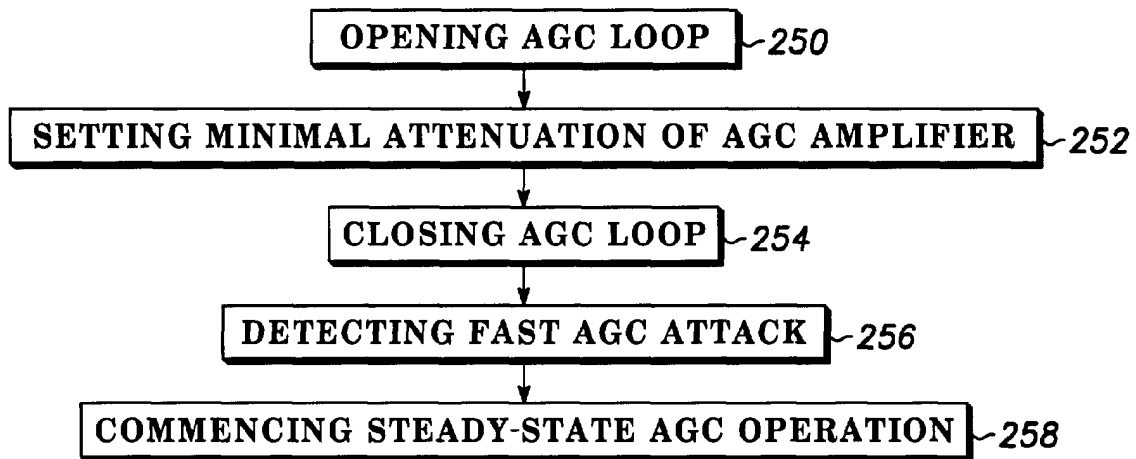 OPENING AGC LOOP 250
SETTING MINIMAL ATTENUATION OF AGC AMPLIFIER 252
CLOSING AGC LOOP 254
DETECTING FAST AGC ATTACK 256
COMMENCING STEADY-STATE AGC OPERATION 258